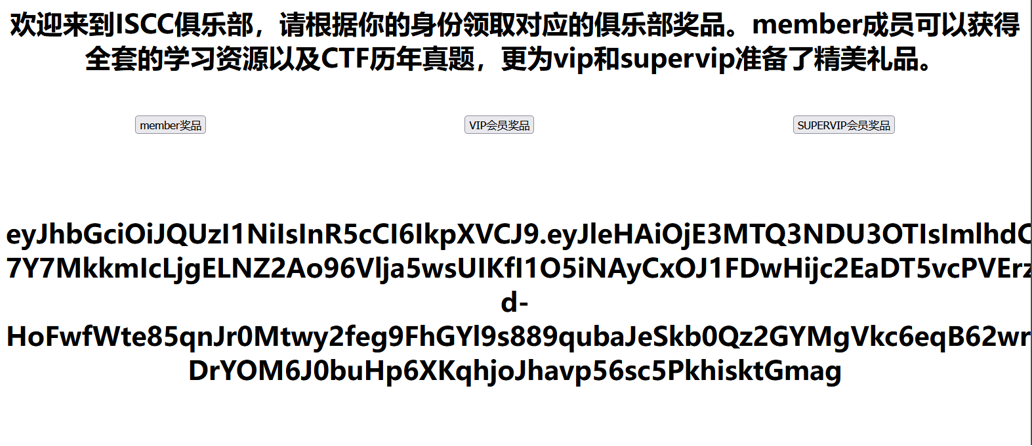 欢迎来到ISCC俱乐部，请根据你的身份领取对应的俱乐部奖品。member成员可以获得
全套的学习资源以及CTF历年真题，更为vip和supervip准备了精美礼品。
member奖品 VIP会员奖品 SUPERVIP会员奖品
eyJhbGciOiJQUzI1NiIsInR5cCI6IkpXVCJ9.eyJleHAiOjE3MTQ3NDU3OTIsImlhdC
7Y7MkkmIcLjgELNZ2Ao96Vlja5wsUIKfI1O5iNAyCxOJ1FDwHijc2EaDT5vcPVErz
d-
HoFwfWte85qnJr0Mtwy2feg9FhGYl9s889qubaJeSkb0Qz2GYMgVkc6eqB62wr
DrYOM6J0buHp6XKqhjoJhavp56sc5PkhisktGmag